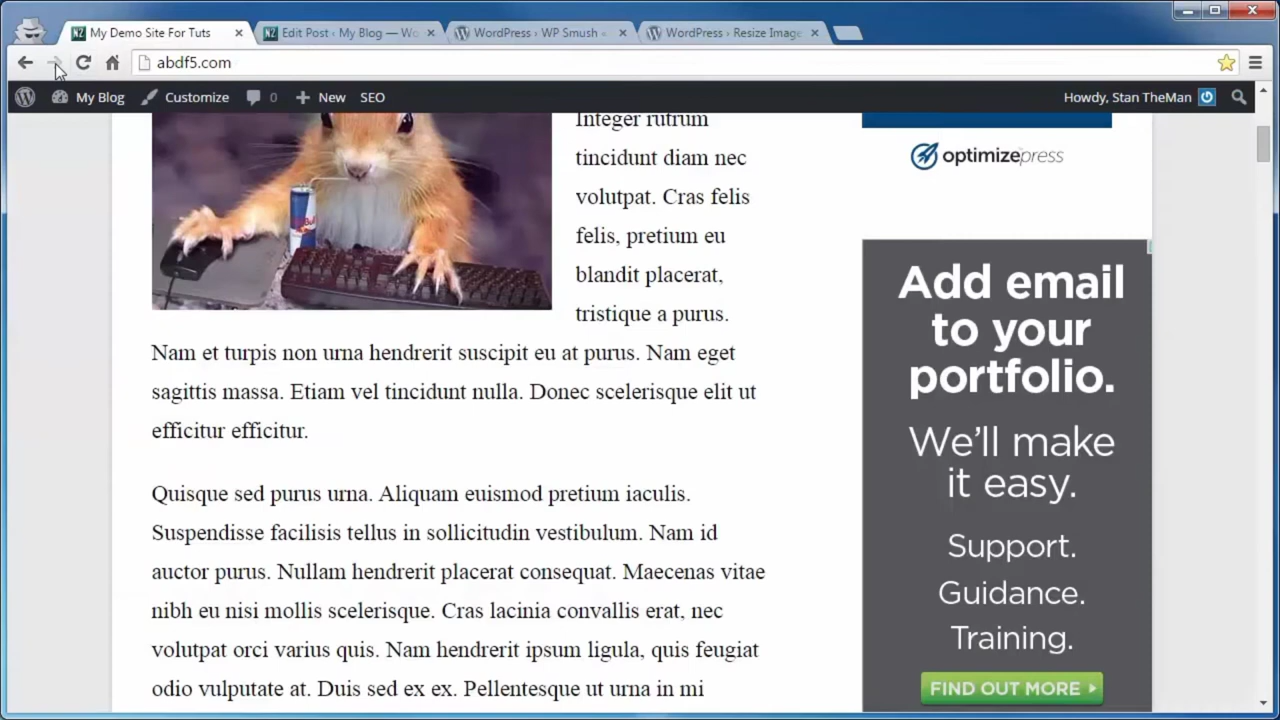 My Demo Site For Tuts
Edit Post ‹ My Blog — Wo
WordPress › WP Smush «
WordPress › Resize Image
abdf5.com
My Blog
Customize
0
New
SEO
Howdy, Stan TheMan
Integer rutrum
tincidunt diam nec
volutpat. Cras felis
felis, pretium eu
blandit placerat,
tristique a purus.
Nam et turpis non urna hendrerit suscipit eu at purus. Nam eget
sagittis massa. Etiam vel tincidunt nulla. Donec scelerisque elit ut
efficitur efficitur.
Quisque sed purus urna. Aliquam euismod pretium iaculis.
Suspendisse facilisis tellus in sollicitudin vestibulum. Nam id
auctor purus. Nullam hendrerit placerat consequat. Maecenas vitae
nibh eu nisi mollis scelerisque. Cras lacinia convallis erat, nec
volutpat orci varius quis. Nam hendrerit ipsum ligula, quis feugiat
odio vulputate at. Duis sed ex ex. Pellentesque ut urna in mi
optimizepress
Add email
to your
portfolio.
We'll make
it easy.
Support.
Guidance.
Training.
FIND OUT MORE